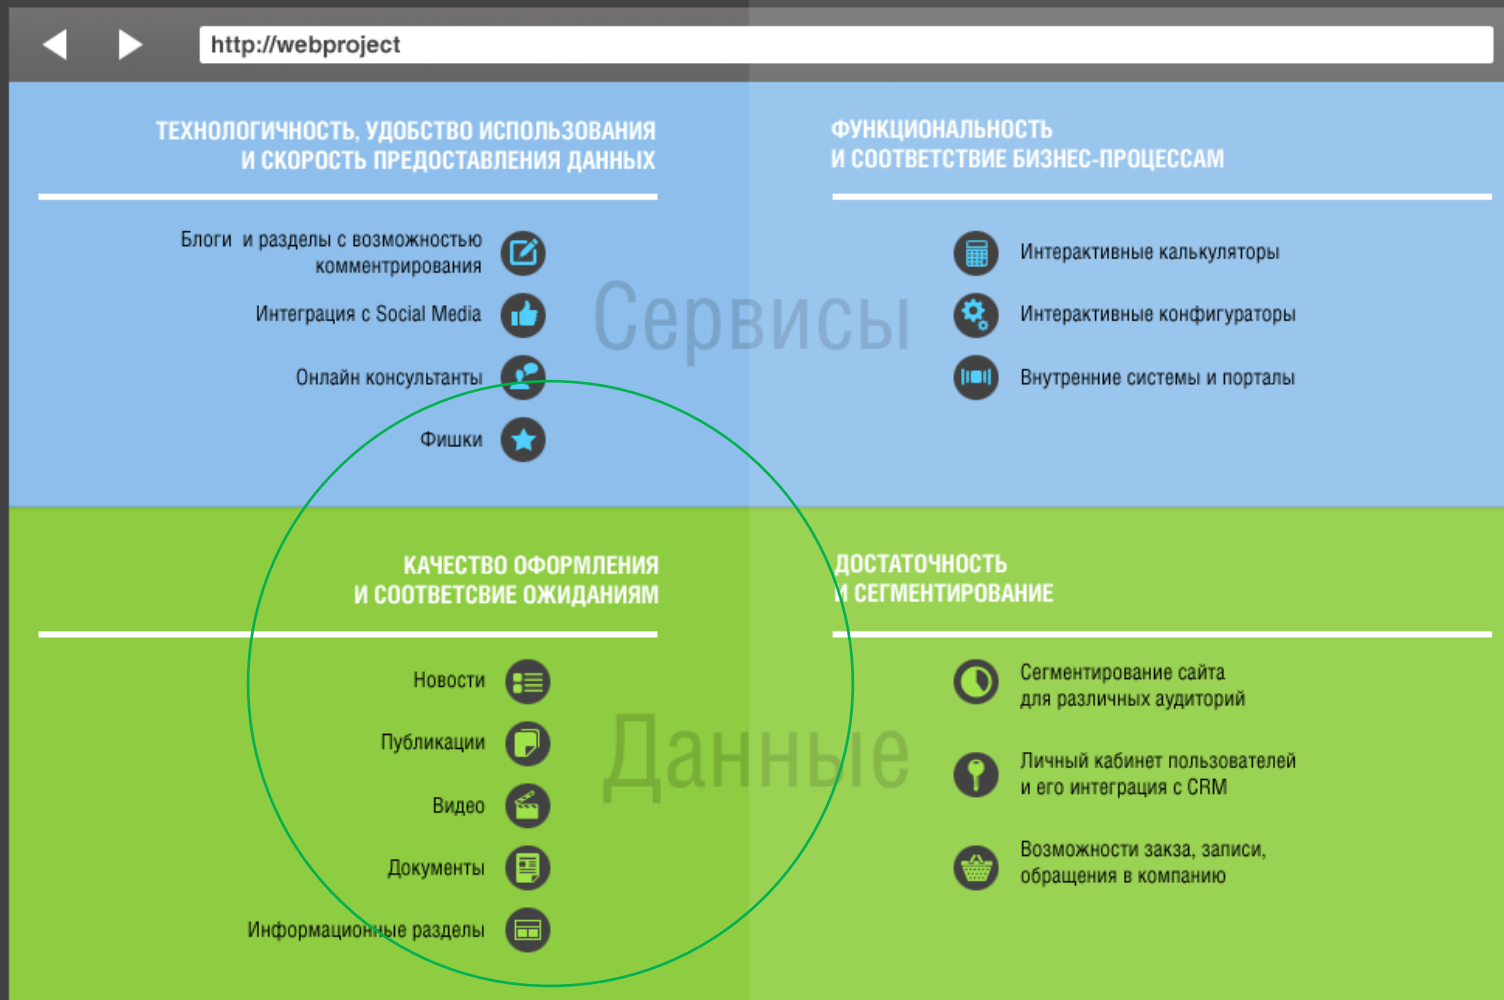 http://webproject
ТЕХНОЛОГИЧНОСТЬ, УДОБСТВО ИСПОЛЬЗОВАНИЯ
И СКОРОСТЬ ПРЕДОСТАВЛЕНИЯ ДАННЫХ
Блоги и разделы с возможностью
комментрирования
Интеграция с Social Media
Онлайн консультанты
Фишки
ФУНКЦИОНАЛЬНОСТЬ
И СООТВЕТСТВИЕ БИЗНЕС-ПРОЦЕССАМ
Интерактивные калькуляторы
Интерактивные конфигураторы
Внутренние системы и порталы
Сервисы
КАЧЕСТВО ОФОРМЛЕНИЯ
И СООТВЕТСВИЕ ОЖИДАНИЯМ
Новости
Публикации
Видео
Документы
Информационные разделы
ДОСТАТОЧНОСТЬ
И СЕГМЕНТИРОВАНИЕ
Сегментирование сайта
для различных аудиторий
Личный кабинет пользователей
и его интеграция с CRM
Возможности закза, записи,
обращения в компанию
Данные